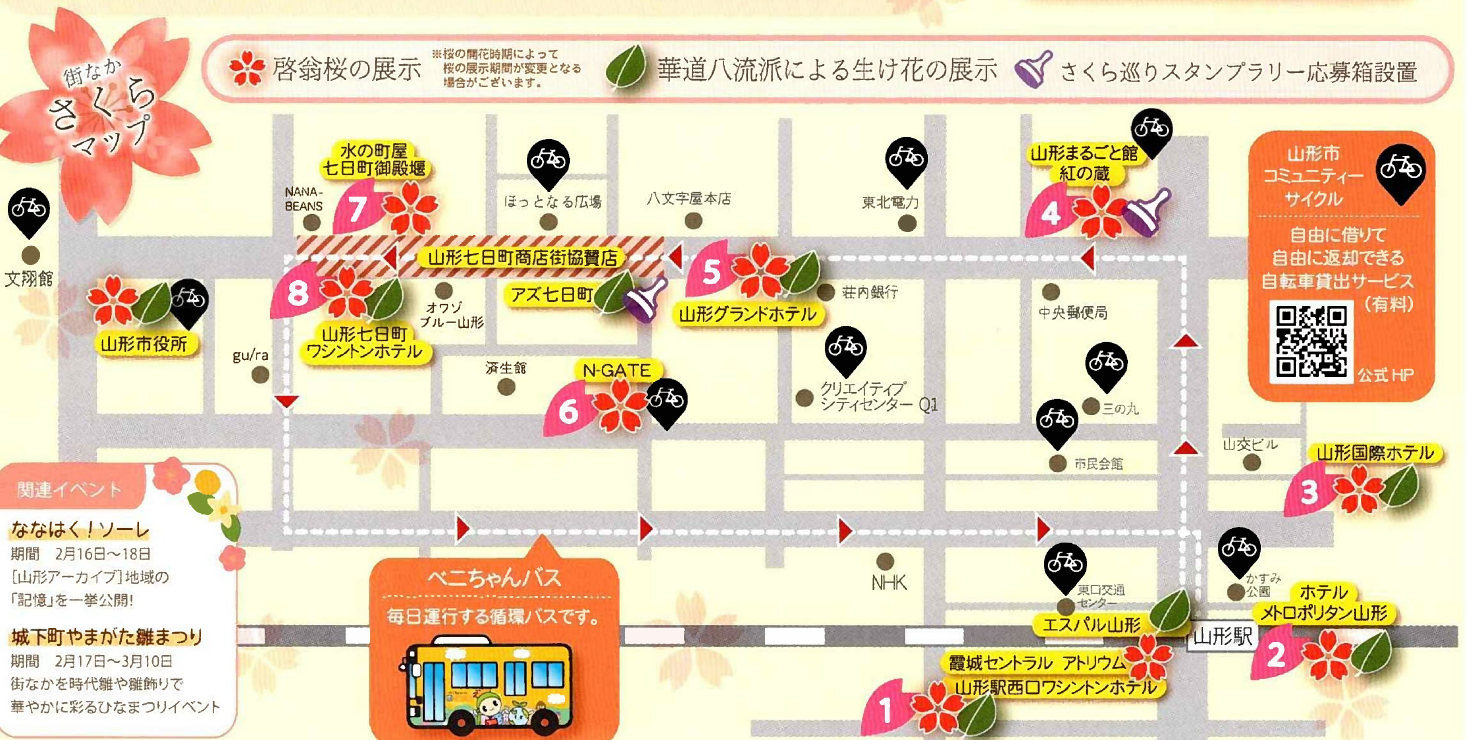 街なか
さくら
マップ
啓翁桜の展示
※桜の開花時期によって
桜の展示期間が変更となる
場合がございます。
華道八流派による生け花の展示
さくら巡りスタンプラリー応募箱設置
水の町屋
七日町御殿堰
NANA-
BEANS
7
ほっとなる広場
八文字屋本店
東北電力
山形まるごと館
紅の蔵
4
山形市
コミュニティー
サイクル
自由に借りて
自由に返却できる
自転車貸出サービス
(有料)
公式HP
文翔館
山形七日町商店街協賛店
5
山形グランドホテル
荘内銀行
中央郵便局
8
山形七日町
ワシントンホテル
オワゾ
ブルー山形
アズ七日町
山形市役所
gu/ra
済生館
N-GATE
6
クリエイティブ
シティセンター Q1
三の丸
市民会館
山交ビル
山形国際ホテル
3
関連イベント
ななはく！ソーレ
期間 2月16日〜18日
[山形アーカイブ]地域の
「記憶」を一挙公開!
城下町やまがた雛まつり
期間 2月17日〜3月10日
街なかを時代雛や雛飾りで
華やかに彩るひなまつりイベント
べにちゃんバス
毎日運行する循環バスです。
NHK
東口交通
センター
かすみ
公園
エスパル山形
山形駅
ホテル
メトロポリタン山形
2
霞城セントラル アトリウム
山形駅西口ワシントンホテル
1